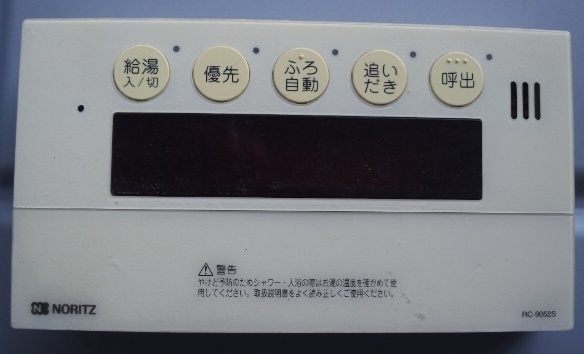 給湯
入/切
優先
ふろ
自動
追い
だき
呼出
警告
やけど予防のためシャワー・入浴の際はお湯の温度を確かめて使
用してください。取扱説明書をよく読み正しくご使用ください。
NORITZ
RC-9052S